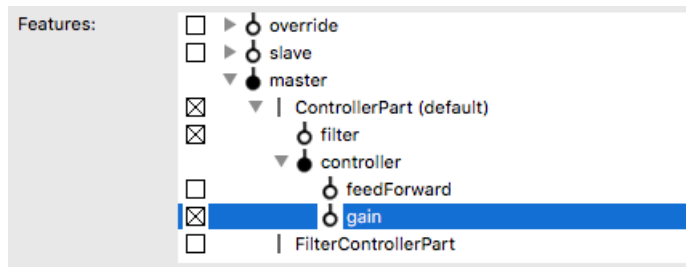 Features:
override
slave
master
ControllerPart (default)
filter
controller
feedForward
gain
FilterControllerPart